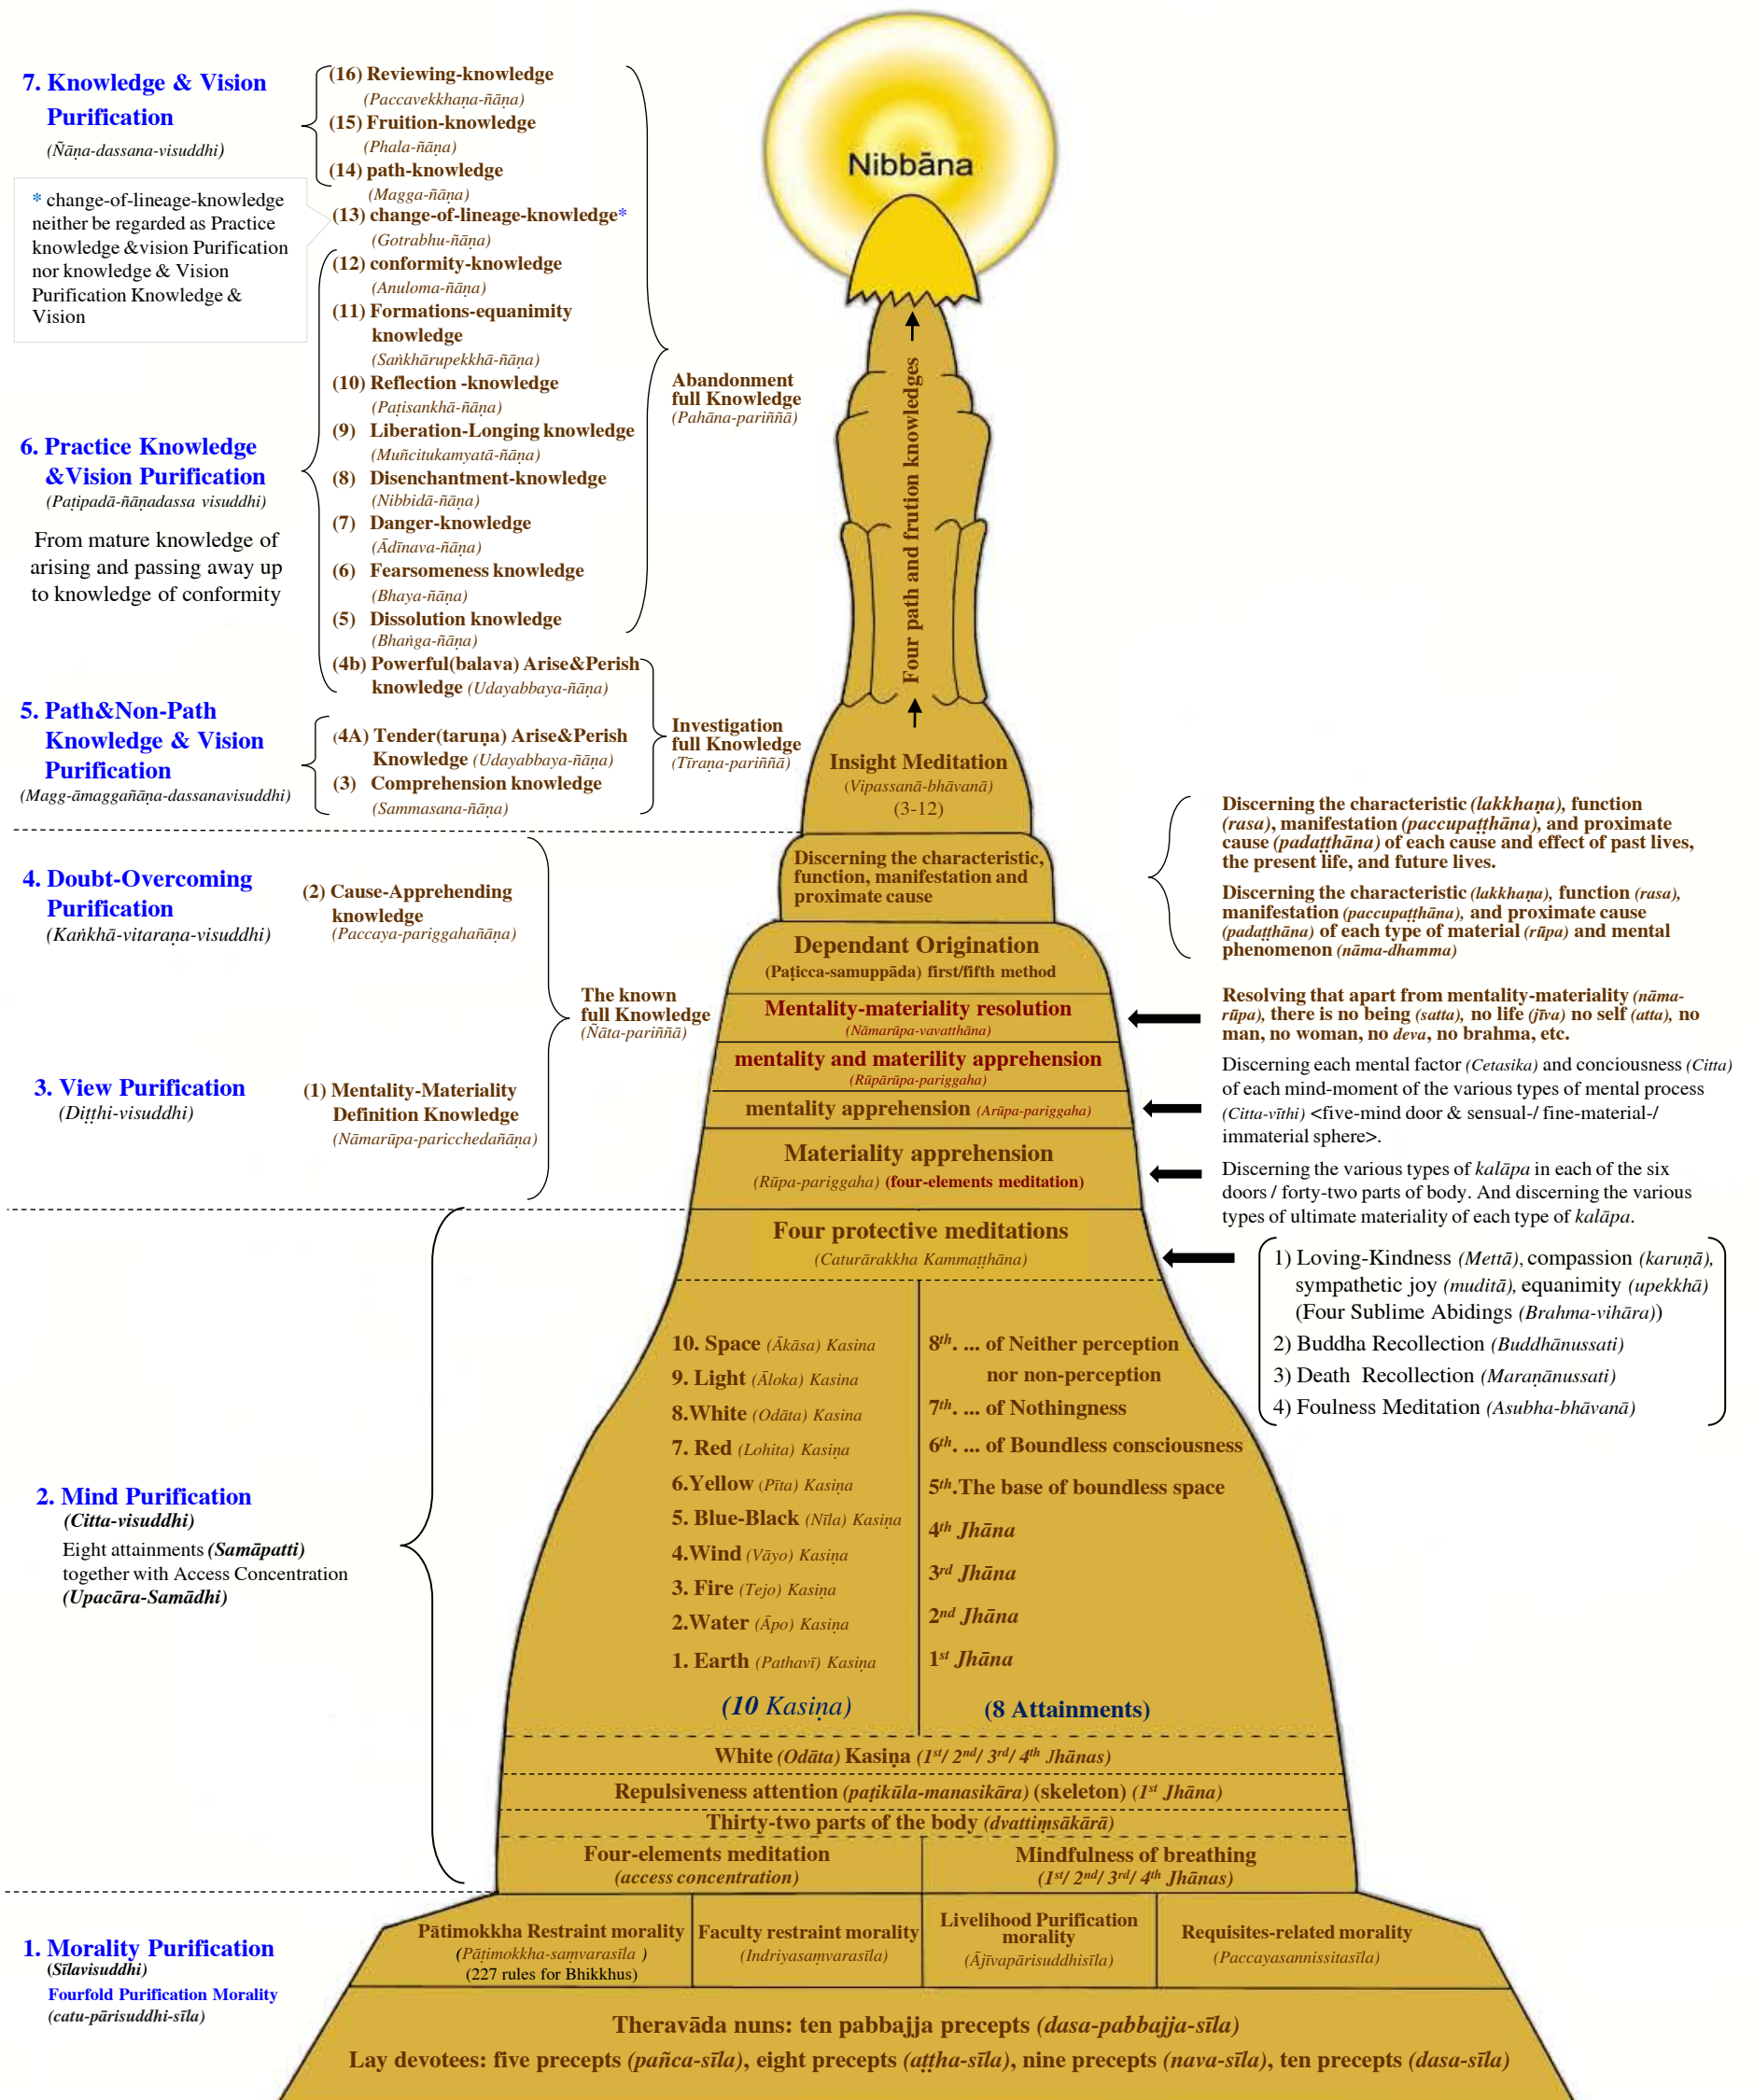 7. Knowledge & Vision
Purification
(Ñāṇa-dassana-visuddhi)
* change-of-lineage-knowledge
neither be regarded as Practice
knowledge &vision Purification
nor knowledge & Vision
Purification Knowledge &
Vision
(16) Reviewing-knowledge
(Paccavekkhaṇa-ñāṇa)
(15) Fruition-knowledge
(Phala-ñāṇa)
(14) path-knowledge
(Magga-ñāṇa)
(13) change-of-lineage-knowledge*
(Gotrabhu-ñāṇa)
(12) conformity-knowledge
(Anuloma-ñāṇa)
(11) Formations-equanimity
knowledge
(Saṅkhārupekkhā-ñāṇa)
(10) Reflection -knowledge
(Paṭisankhā-ñāṇa)
(9) Liberation-Longing knowledge
(Muñcitukamyatā-ñāṇa)
(8) Disenchantment-knowledge
(Nibbidā-ñāṇa)
(7) Danger-knowledge
(Ādīnava-ñāṇa)
(6) Fearsomeness knowledge
(Bhaya-ñāṇa)
(5) Dissolution knowledge
(Bhaṅga-ñāṇa)
(4b) Powerful(balava) Arise&Perish
knowledge (Udayabbaya-ñāṇa)
6. Practice Knowledge
&Vision Purification
(Paṭipadā-ñāṇadassa visuddhi)
From mature knowledge of
arising and passing away up
to knowledge of conformity
Abandonment
full Knowledge
(Pahāna-pariññā)
5. Path&Non-Path
Knowledge & Vision
Purification
(Magg-āmaggañāṇa-dassanavisuddhi)
(4A) Tender(taruṇa) Arise&Perish
Knowledge (Udayabbaya-ñāṇa)
(3) Comprehension knowledge
(Sammasana-ñāṇa)
Investigation
full Knowledge
(Tīraṇa-pariññā)
4. Doubt-Overcoming
Purification
(Kaṅkhā-vitaraṇa-visuddhi)
(2) Cause-Apprehending
knowledge
(Paccaya-pariggahañāṇa)
The known
full Knowledge
(Ñāta-pariññā)
3. View Purification
(Diṭṭhi-visuddhi)
(1) Mentality-Materiality
Definition Knowledge
(Nāmarūpa-paricchedañāṇa)
2. Mind Purification
(Citta-visuddhi)
Eight attainments (Samāpatti)
together with Access Concentration
(Upacāra-Samādhi)
1. Morality Purification
(Sīlavisuddhi)
Fourfold Purification Morality
(catu-pārisuddhi-sīla)
Nibbāna
Four path and frution knowledges
Insight Meditation
(Vipassanā-bhāvanā)
(3-12)
Discerning the characteristic,
function, manifestation and
proximate cause
Dependant Origination
(Paṭicca-samuppāda) first/fifth method
Mentality-materiality resolution
(Nāmarūpa-vavatthāna)
mentality and materility apprehension
(Rūpārūpa-pariggaha)
mentality apprehension (Arūpa-pariggaha)
Materiality apprehension
(Rūpa-pariggaha) (four-elements meditation)
Four protective meditations
(Caturārakkha Kammaṭṭhāna)
10. Space (Ākāsa) Kasina
9. Light (Āloka) Kasina
8.White (Odāta) Kasina
7. Red (Lohita) Kasiṇa
6.Yellow (Pīta) Kasiṇa
5. Blue-Black (Nīla) Kasiṇa
4.Wind (Vāyo) Kasiṇa
3. Fire (Tejo) Kasiṇa
2.Water (Āpo) Kasiṇa
1. Earth (Pathavī) Kasiṇa
(10 Kasiṇa)
8th. ... of Neither perception
nor non-perception
7th. ... of Nothingness
6th. ... of Boundless consciousness
5th.The base of boundless space
4th Jhāna
3rd Jhāna
2nd Jhāna
1st Jhāna
(8 Attainments)
White (Odāta) Kasiṇa (1st/ 2nd/ 3rd/ 4th Jhānas)
Repulsiveness attention (paṭikūla-manasikāra) (skeleton) (1st Jhāna)
Thirty-two parts of the body (dvattiṃsākārā)
Four-elements meditation
(access concentration)
Mindfulness of breathing
(1st/ 2nd/ 3rd/ 4th Jhānas)
Pātimokkha Restraint morality
(Pāṭimokkha-saṃvarasīla )
(227 rules for Bhikkhus)
Faculty restraint morality
(Indriyasaṃvarasīla)
Livelihood Purification
morality
(Ājīvapārisuddhisīla)
Requisites-related morality
(Paccayasannissitasīla)
Theravāda nuns: ten pabbajja precepts (dasa-pabbajja-sīla)
Lay devotees: five precepts (pañca-sīla), eight precepts (aṭṭha-sīla), nine precepts (nava-sīla), ten precepts (dasa-sīla)
Discerning the characteristic (lakkhaṇa), function
(rasa), manifestation (paccupaṭṭhāna), and proximate
cause (padaṭṭhāna) of each cause and effect of past lives,
the present life, and future lives.
Discerning the characteristic (lakkhaṇa), function (rasa),
manifestation (paccupaṭṭhāna), and proximate cause
(padaṭṭhāna) of each type of material (rūpa) and mental
phenomenon (nāma-dhamma)
Resolving that apart from mentality-materiality (nāma-
rūpa), there is no being (satta), no life (jīva) no self (atta), no
man, no woman, no deva, no brahma, etc.
Discerning each mental factor (Cetasika) and conciousness (Citta)
of each mind-moment of the various types of mental process
(Citta-vīthi) <five-mind door & sensual-/ fine-material-/
immaterial sphere>.
Discerning the various types of kalāpa in each of the six
doors / forty-two parts of body. And discerning the various
types of ultimate materiality of each type of kalāpa.
1) Loving-Kindness (Mettā), compassion (karuṇā),
sympathetic joy (muditā), equanimity (upekkhā)
(Four Sublime Abidings (Brahma-vihāra))
2) Buddha Recollection (Buddhānussati)
3) Death Recollection (Maraṇānussati)
4) Foulness Meditation (Asubha-bhāvanā)